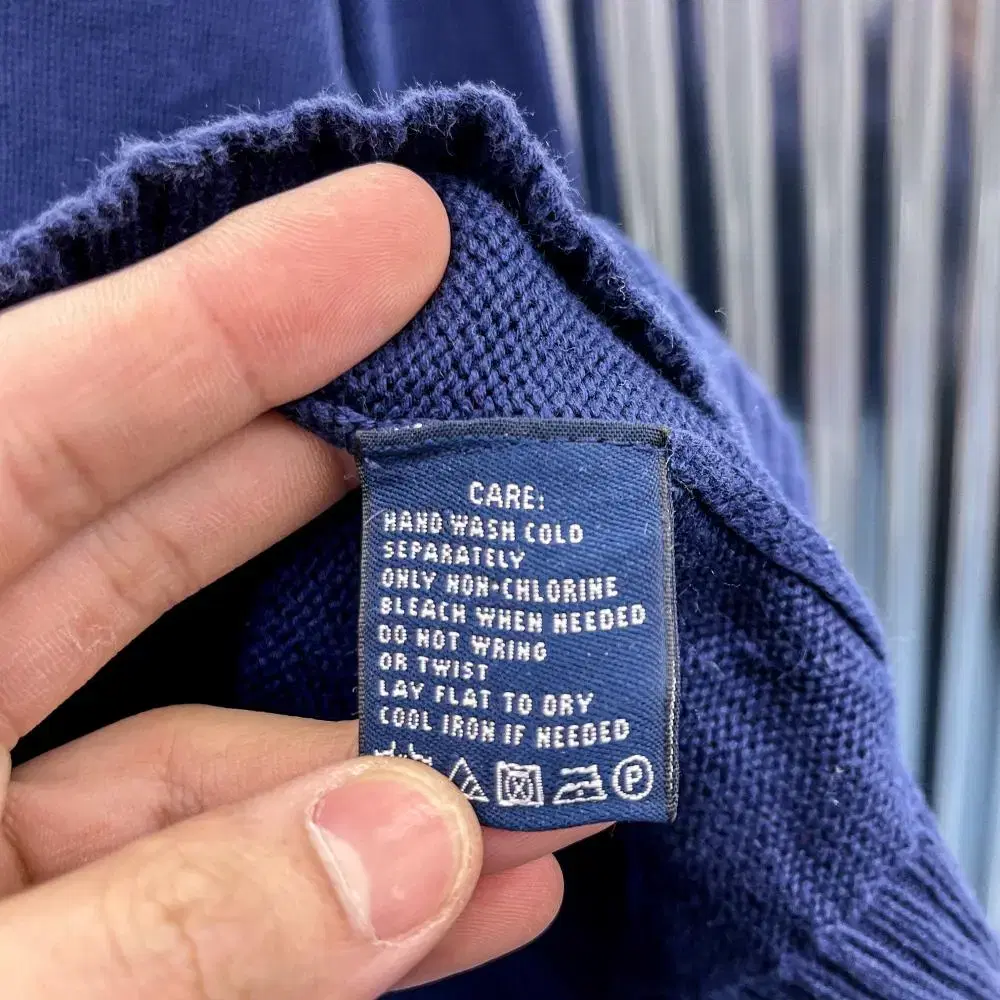 CARE:
HAND WASH COLD
SEPARATELY
ONLY NON-CHLORINE
BLEACH WHEN NEEDED
DO NOT WRING
OR TWIST
LAY FLAT TO DRY
COOL IRON IF NEEDED
P